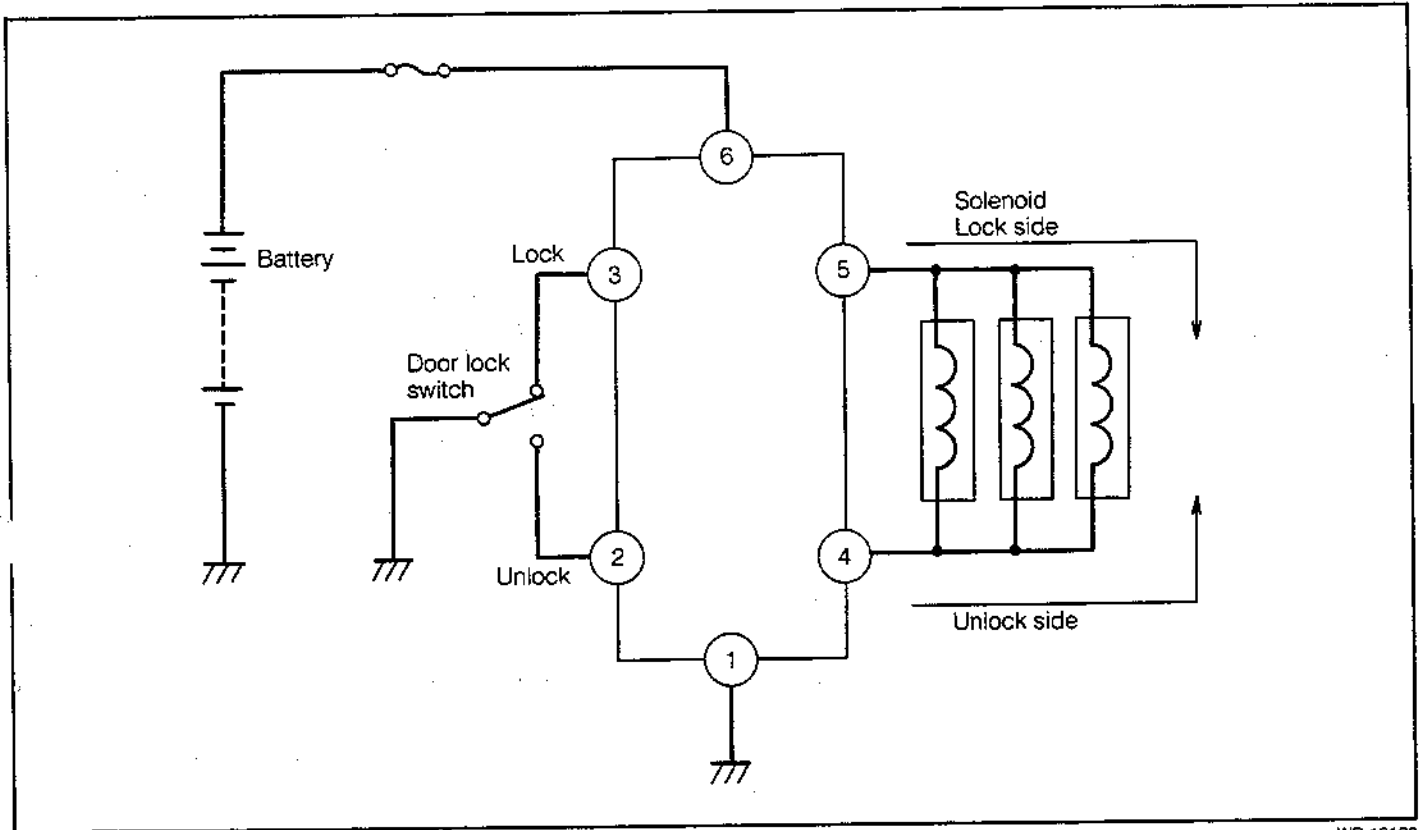 6
Solenoid
Lock side
Battery
Lock
3
5
Door lock
switch
2
4
Unlock
Unlock side
1